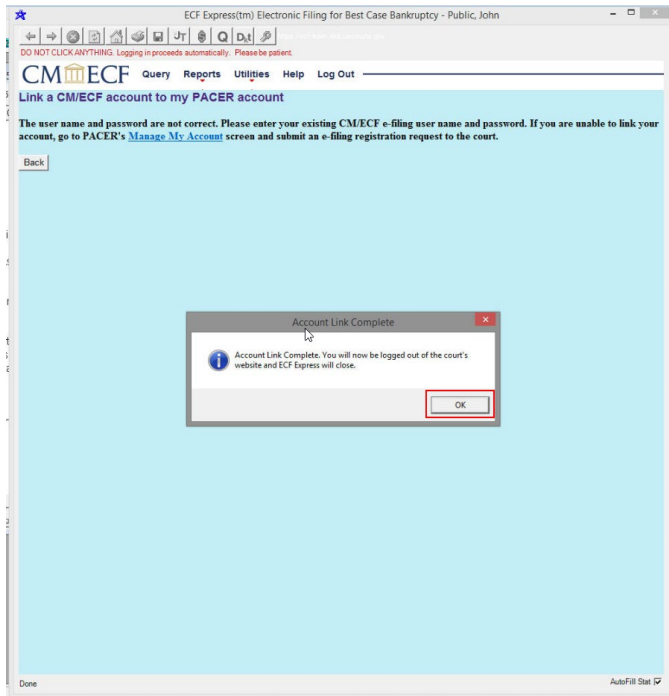 ECF Express(tm) Electronic Filing for Best Case Bankruptcy - Public, John
DO NOT CLICK ANYTHING. Logging in proceeds automatically. Please be patient.
CM ECF Query Reports Utilities Help Log Out
Link a CM/ECF account to my PACER account
The user name and password are not correct. Please enter your existing CM/ECF e-filing user name and password. If you are unable to link your
account, go to PACER's Manage My Account screen and submit an e-filing registration request to the court.
Back
Account Link Complete
Account Link Complete. You will now be logged out of the court's
website and ECF Express will close.
OK
Done AutoFill Stat